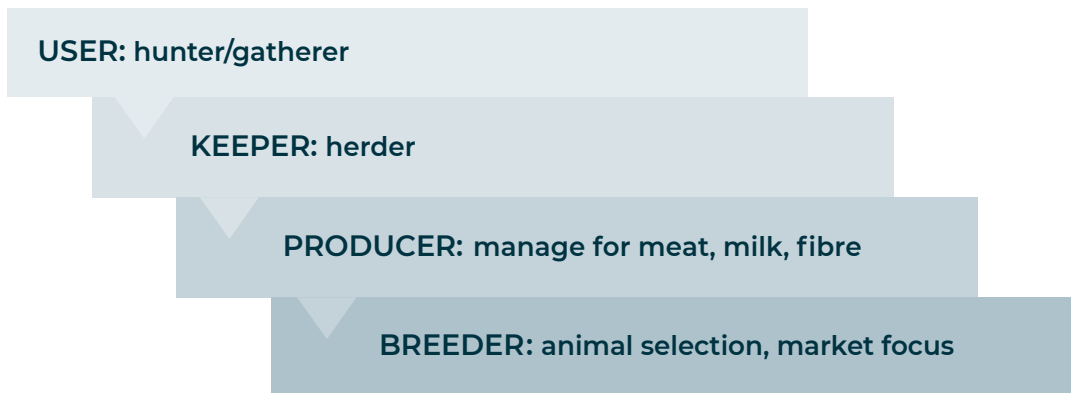 USER: hunter/gatherer
KEEPER: herder
PRODUCER: manage for meat, milk, fibre
BREEDER: animal selection, market focus